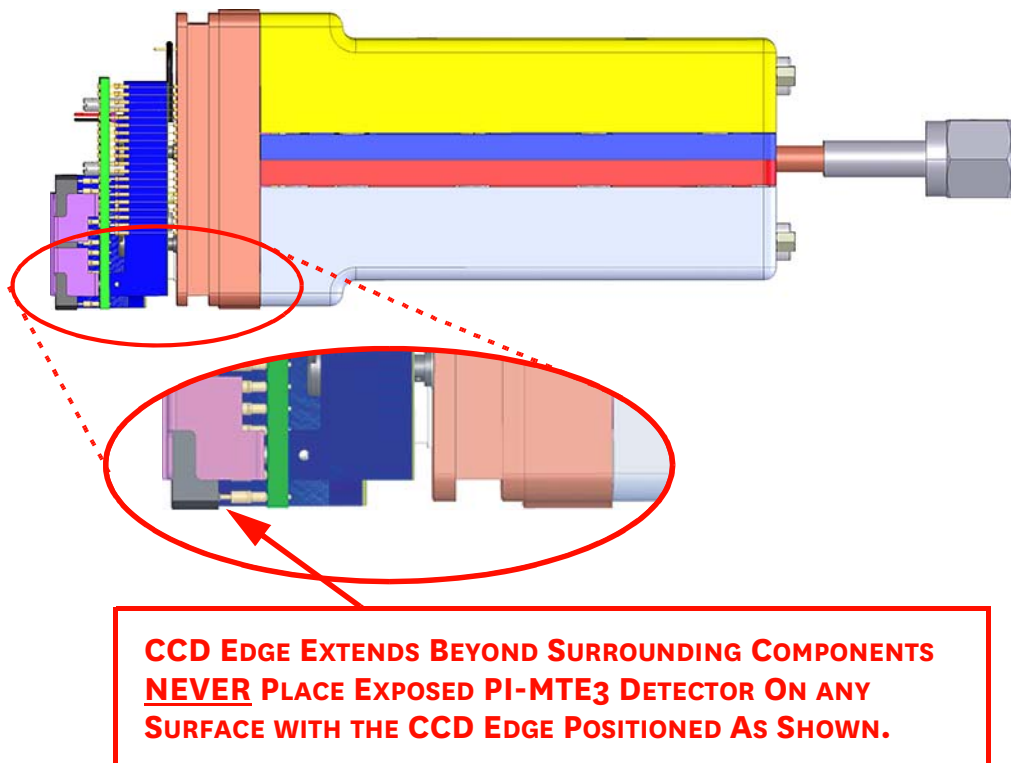 CCD EDGE EXTENDS BEYOND SURROUNDING COMPONENTS
NEVER PLACE EXPOSED PI-MTE3 DETECTOR ON ANY
SURFACE WITH THE CCD EDGE POSITIONED AS SHOWN.